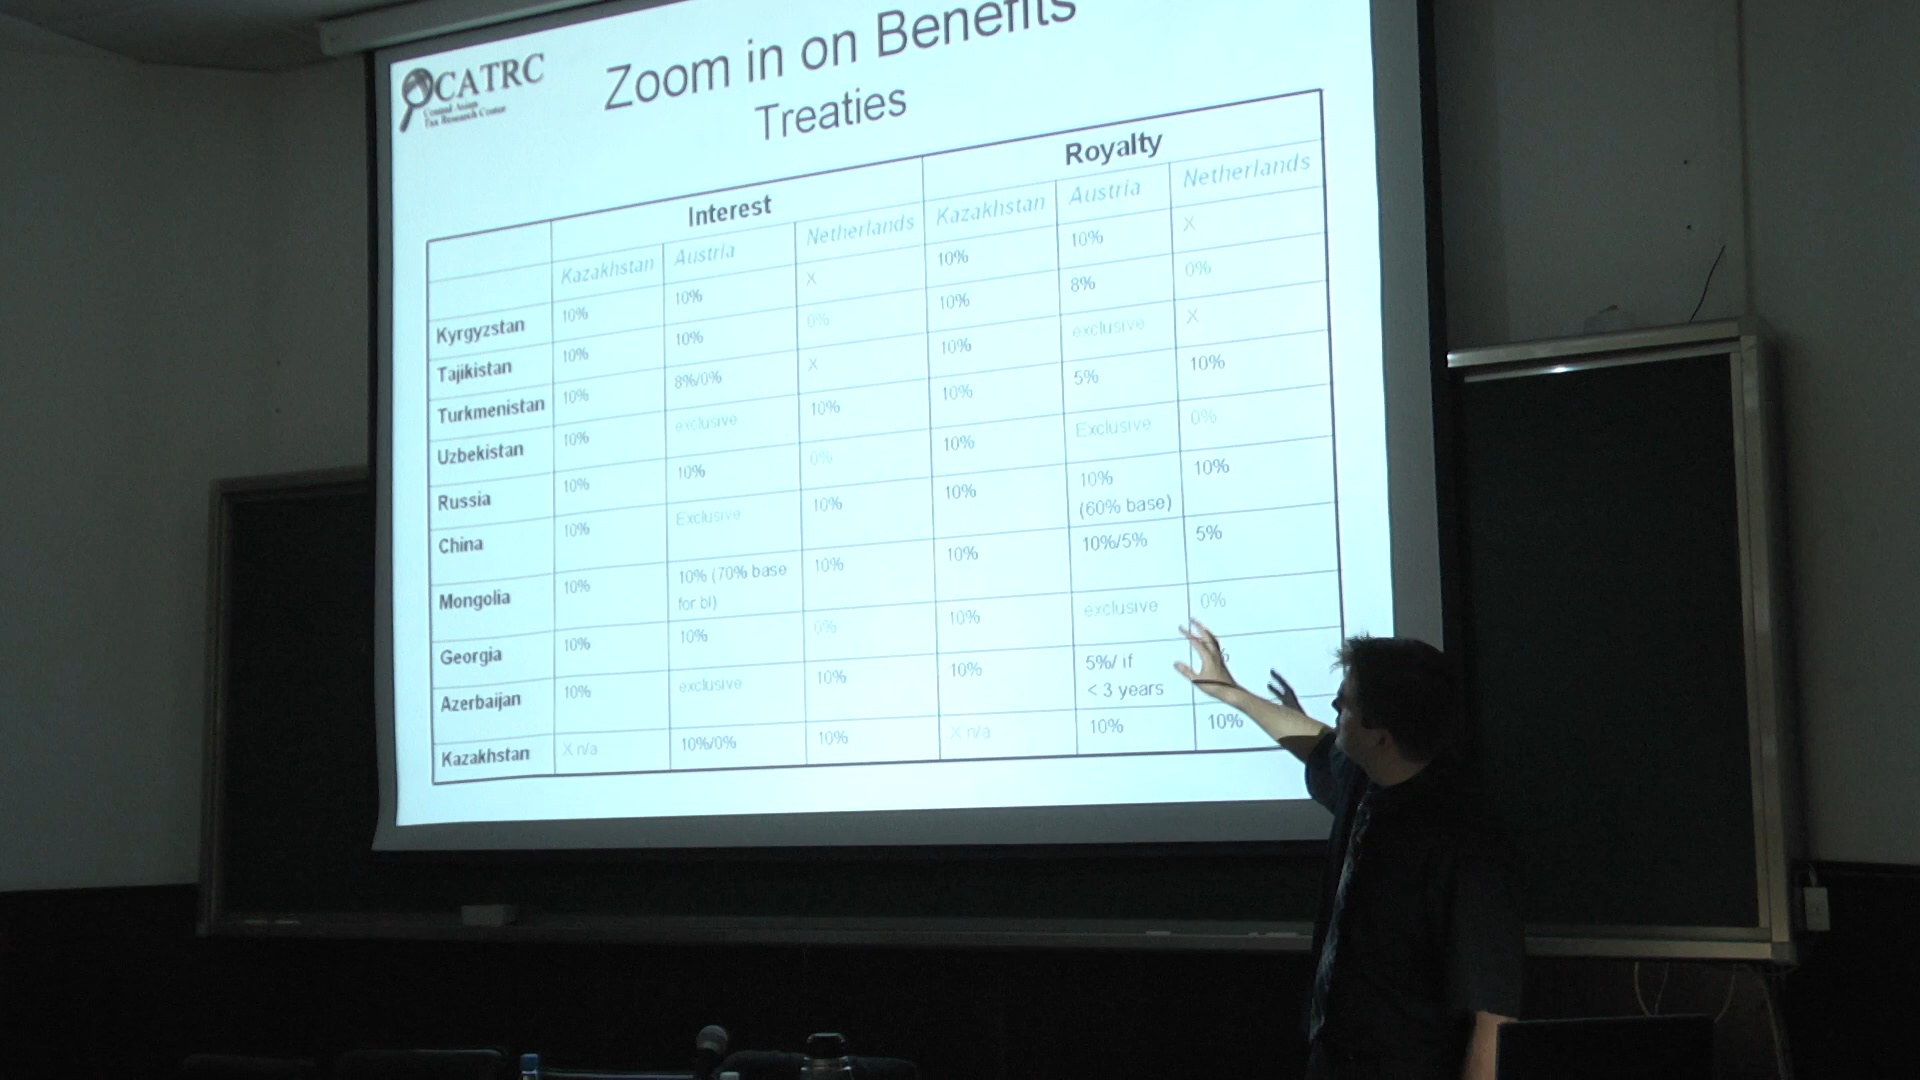 CATRC
Central Asian
Tax Research Center
Zoom in on Benefits
Treaties
Interest Royalty
Kazakhstan Austria Netherlands Kazakhstan Austria Netherlands
Kyrgyzstan 10% 10% X 10% 10% X
Tajikistan 10% 10% 0% 10% 8% 0%
Turkmenistan 10% 8%/0% X 10% exclusive X
Uzbekistan 10% exclusive 10% 10% 5% 10%
Russia 10% 10% 0% 10% Exclusive 0%
China 10% Exclusive 10% 10% 10% (60% base) 10%
Mongolia 10% 10% (70% base for bl) 10% 10% 10%/5% 5%
Georgia 10% 10% 0% 10% exclusive 0%
Azerbaijan 10% exclusive 10% 10% 5%/ if < 3 years
Kazakhstan X n/a 10%/0% 10% X n/a 10% 10%